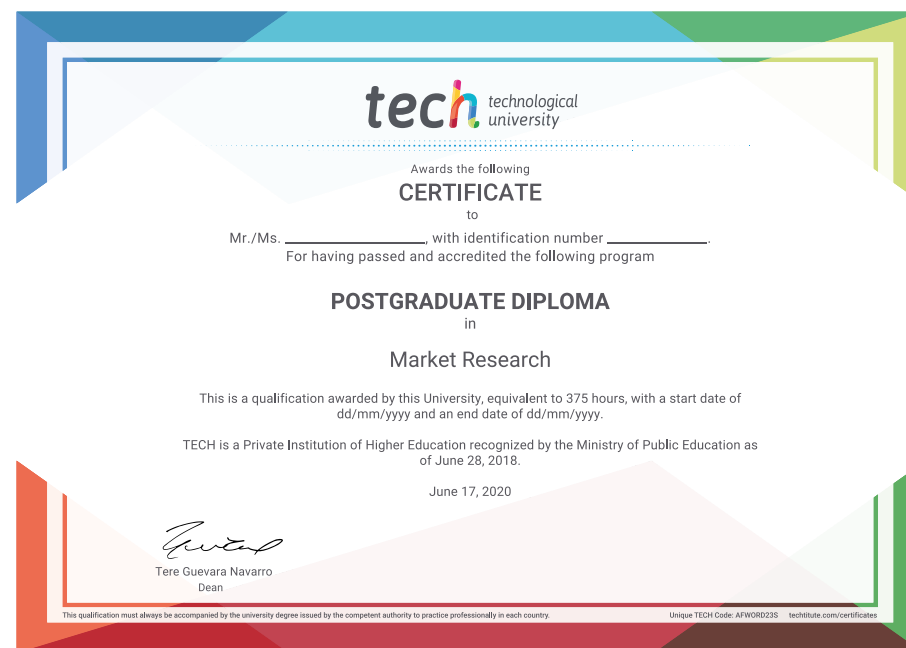 tech technological
university
Awards the following
CERTIFICATE
to
Mr./Ms. ____________________, with identification number ______________.
For having passed and accredited the following program
POSTGRADUATE DIPLOMA
in
Market Research
This is a qualification awarded by this University, equivalent to 375 hours, with a start date of
dd/mm/yyyy and an end date of dd/mm/yyyy.
TECH is a Private Institution of Higher Education recognized by the Ministry of Public Education as
of June 28, 2018.
June 17, 2020
Tere Guevara Navarro
Dean
This qualification must always be accompanied by the university degree issued by the competent authority to practice professionally in each country.
Unique TECH Code: AFWORD23S techtitute.com/certificates